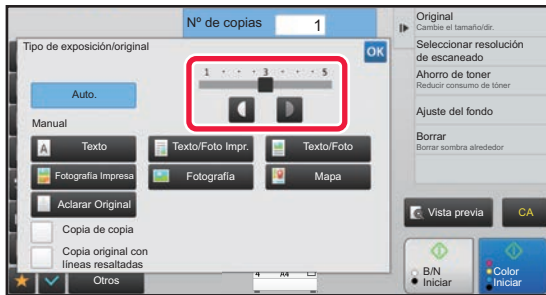 Nº de copias 1
Tipo de exposición/original
OK
1 · · · 3 · · · 5
Auto.
Manual
A Texto
Texto/Foto Impr.
Texto/Foto
Fotografía Impresa
Fotografía
Mapa
Aclarar Original
Copia de copia
Copia original con
líneas resaltadas
Otros
Original
Cambie el tamaño/dir.
Seleccionar resolución
de escaneado
Ahorro de toner
Reducir consumo de tóner
Ajuste del fondo
Borrar
Borrar sombra alrededor
Vista previa
CA
B/N
Iniciar
Color
Iniciar